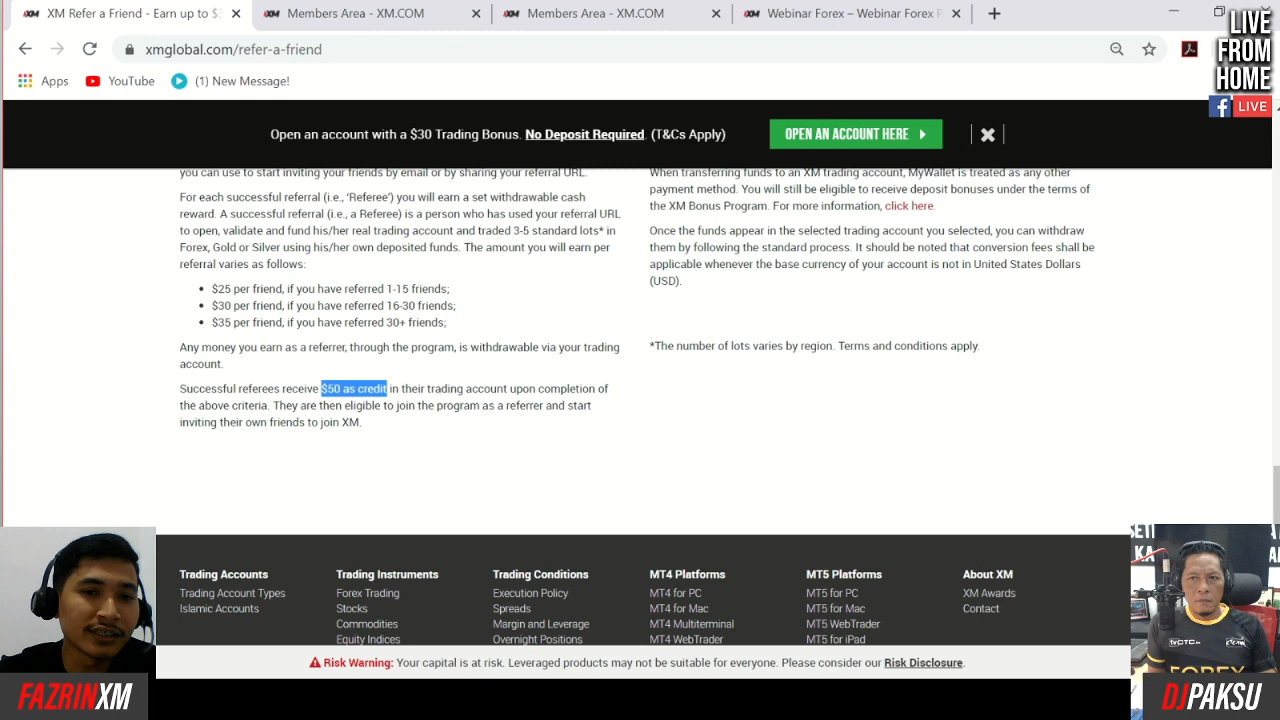 XM Refer a Friend - Earn up to $3
Members Area - XM.COM
Members Area - XM.COM
Webinar Forex – Webinar Forex P
xmglobal.com/refer-a-friend
Apps
YouTube
(1) New Message!
LIVE
FROM
HOME
LIVE
Open an account with a $30 Trading Bonus. No Deposit Required. (T&Cs Apply)
OPEN AN ACCOUNT HERE
you can use to start inviting your friends by email or by sharing your referral URL.
For each successful referral (i.e., ‘Referee’) you will earn a set withdrawable cash
reward. A successful referral (i.e., a Referee) is a person who has used your referral URL
to open, validate and fund his/her real trading account and traded 3-5 standard lots* in
Forex, Gold or Silver using his/her own deposited funds. The amount you will earn per
referral varies as follows:
• $25 per friend, if you have referred 1-15 friends;
• $30 per friend, if you have referred 16-30 friends;
• $35 per friend, if you have referred 30+ friends;
Any money you earn as a referrer, through the program, is withdrawable via your trading
account.
Successful referees receive $50 as credit in their trading account upon completion of
the above criteria. They are then eligible to join the program as a referrer and start
inviting their own friends to join XM.
When transferring funds to an XM trading account, MyWallet is treated as any other
payment method. You will still be eligible to receive deposit bonuses under the terms of
the XM Bonus Program. For more information, click here.
Once the funds appear in the selected trading account you selected, you can withdraw
them by following the standard process. It should be noted that conversion fees shall be
applicable whenever the base currency of your account is not in United States Dollars
(USD).
*The number of lots varies by region. Terms and conditions apply.
Trading Accounts
Trading Account Types
Islamic Accounts
Trading Instruments
Forex Trading
Stocks
Commodities
Equity Indices
Trading Conditions
Execution Policy
Spreads
Margin and Leverage
Overnight Positions
MT4 Platforms
MT4 for PC
MT4 for Mac
MT4 Multiterminal
MT4 WebTrader
MT5 Platforms
MT5 for PC
MT5 for Mac
MT5 WebTrader
MT5 for iPad
About XM
XM Awards
Contact
Risk Warning: Your capital is at risk. Leveraged products may not be suitable for everyone. Please consider our Risk Disclosure.
FAZRINXM
FOREX
DJPAKSU